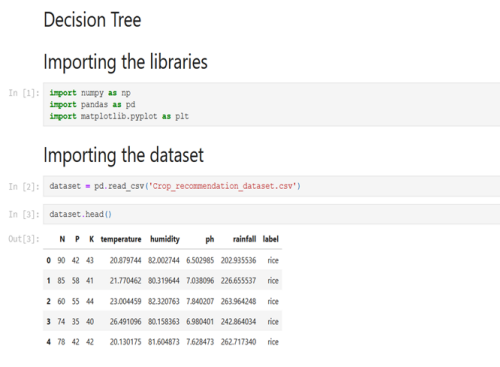 Decision Tree
Importing the libraries
In [1]: import numpy as np
import pandas as pd
import matplotlib.pyplot as plt
Importing the dataset
In [2]: dataset = pd.read_csv('Crop_recommendation_dataset.csv')
In [3]: dataset.head()
Out[3]: N P K temperature humidity ph rainfall label
0 90 42 43 20.879744 82.002744 6.502985 202.935536 rice
1 85 58 41 21.770462 80.319644 7.038096 226.655537 rice
2 60 55 44 23.004459 82.320763 7.840207 263.964248 rice
3 74 35 40 26.491096 80.158363 6.980401 242.864034 rice
4 78 42 42 20.130175 81.604873 7.628473 262.717340 rice